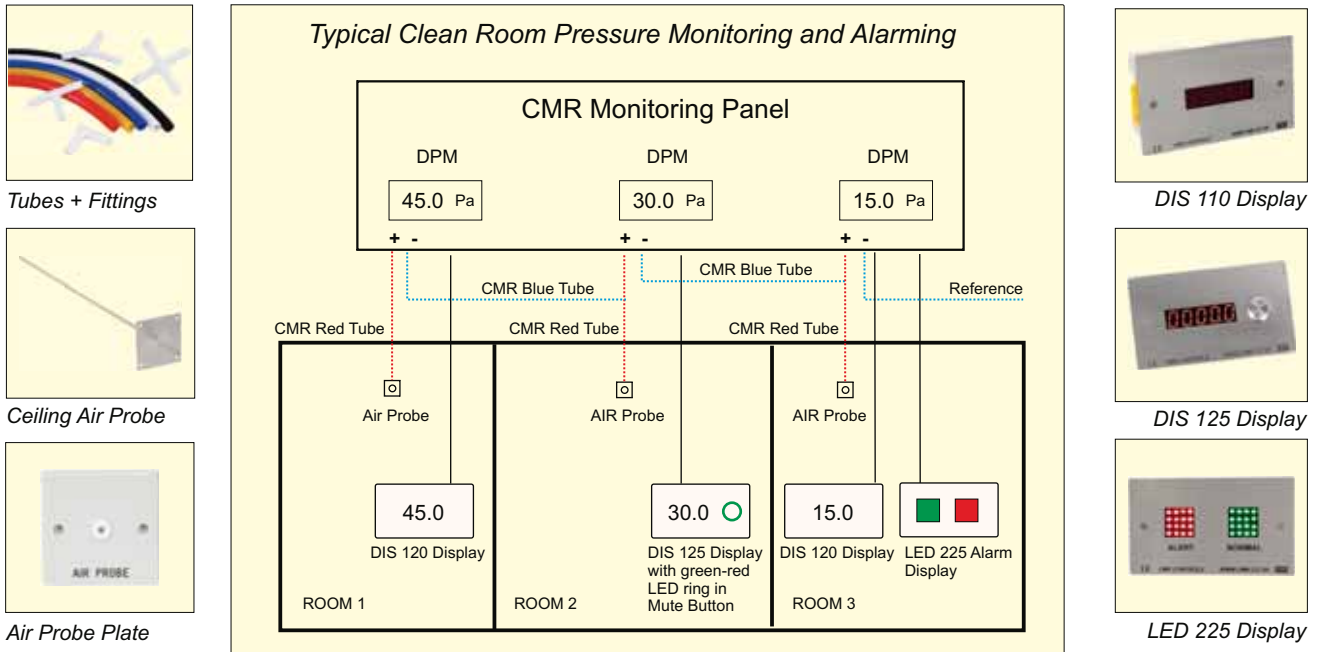 Typical Clean Room Pressure Monitoring and Alarming
CMR Monitoring Panel
DPM DPM DPM
45.0 Pa 30.0 Pa 15.0 Pa
+ - + - + -
CMR Blue Tube CMR Blue Tube Reference
CMR Red Tube CMR Red Tube CMR Red Tube
Air Probe AIR Probe AIR Probe
45.0 30.0 15.0
DIS 120 Display
DIS 125 Display
with green-red
LED ring in
Mute Button
DIS 120 Display
LED 225 Alarm
Display
ROOM 1 ROOM 2 ROOM 3
Tubes + Fittings
Ceiling Air Probe
AIR PROBE
Air Probe Plate
DIS 110 Display
00000
DIS 125 Display
ALERT NORMAL
LED 225 Display